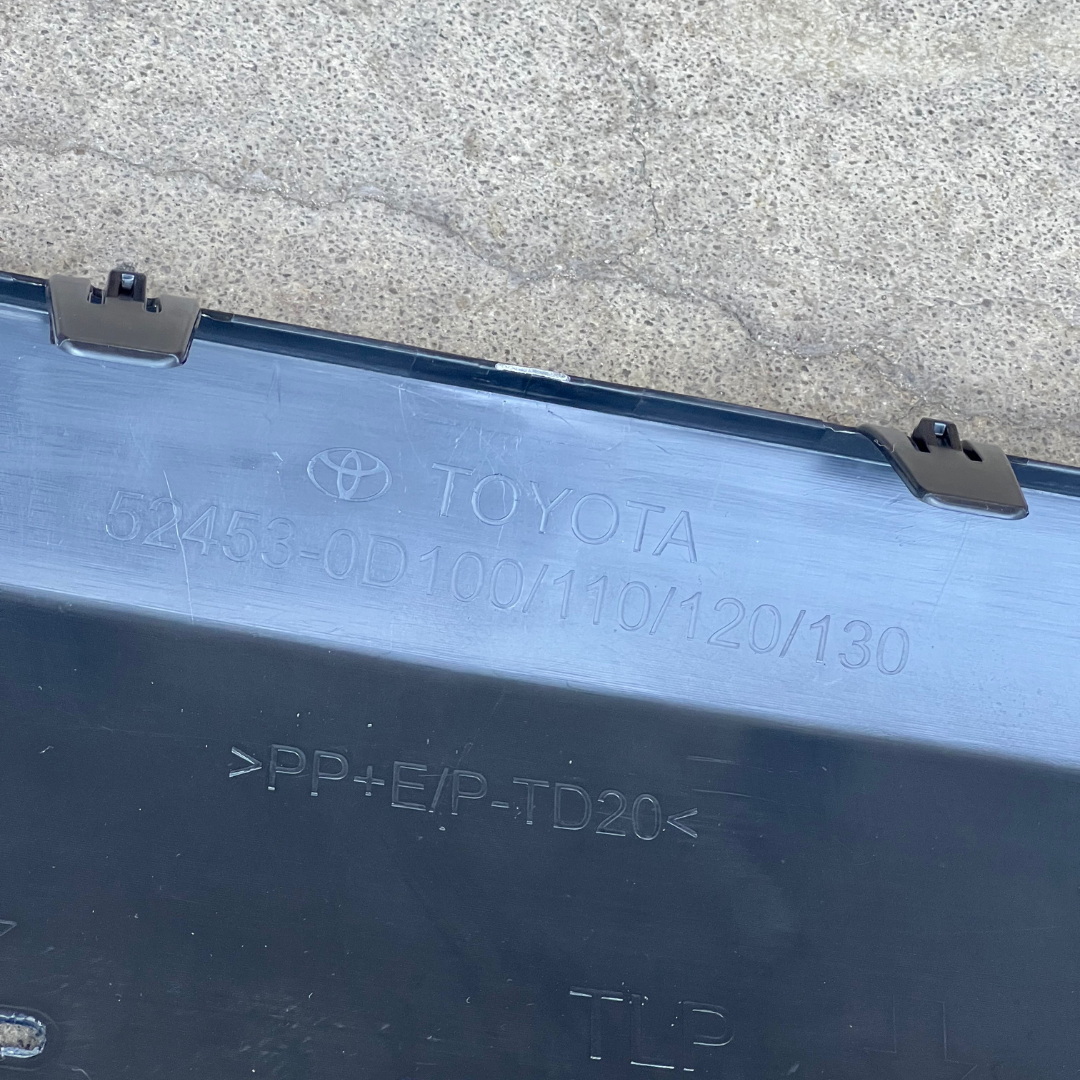 TOYOTA
52453-0D100/110/120/130
>PP+E/P-TD20<
TLP